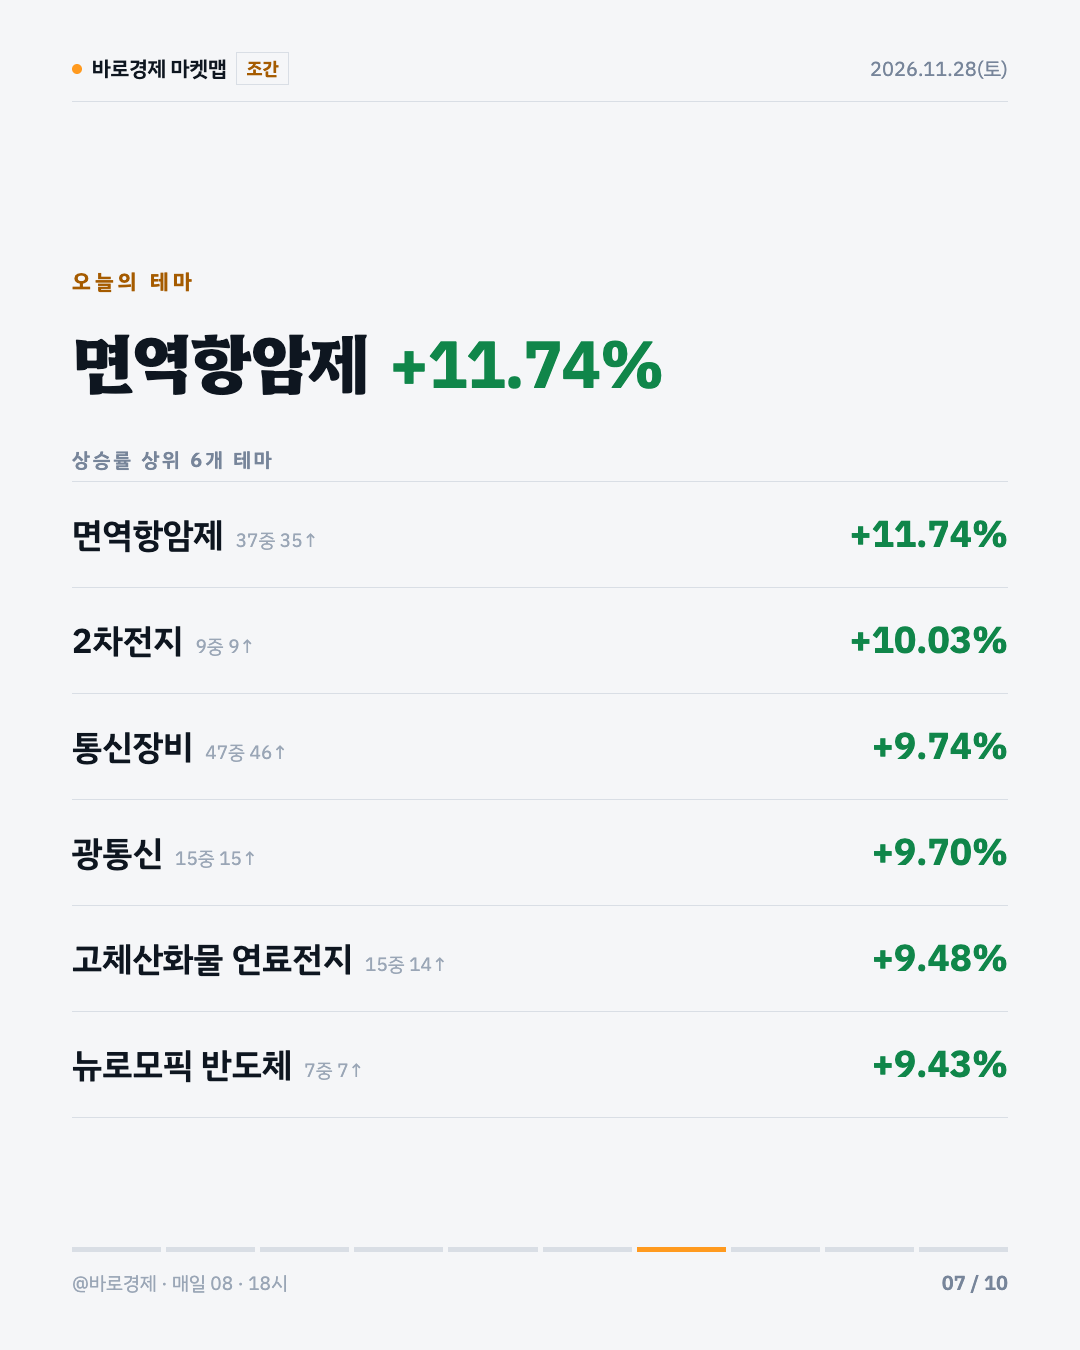 바로경제 마켓맵 조간 2026.11.28(토)
오늘의 테마
면역항암제 +11.74%
상승률 상위 6개 테마
면역항암제 37중 35↑ +11.74%
2차전지 9중 9↑ +10.03%
통신장비 47중 46↑ +9.74%
광통신 15중 15↑ +9.70%
고체산화물 연료전지 15중 14↑ +9.48%
뉴로모픽 반도체 7중 7↑ +9.43%
@바로경제 · 매일 08 · 18시 07 / 10